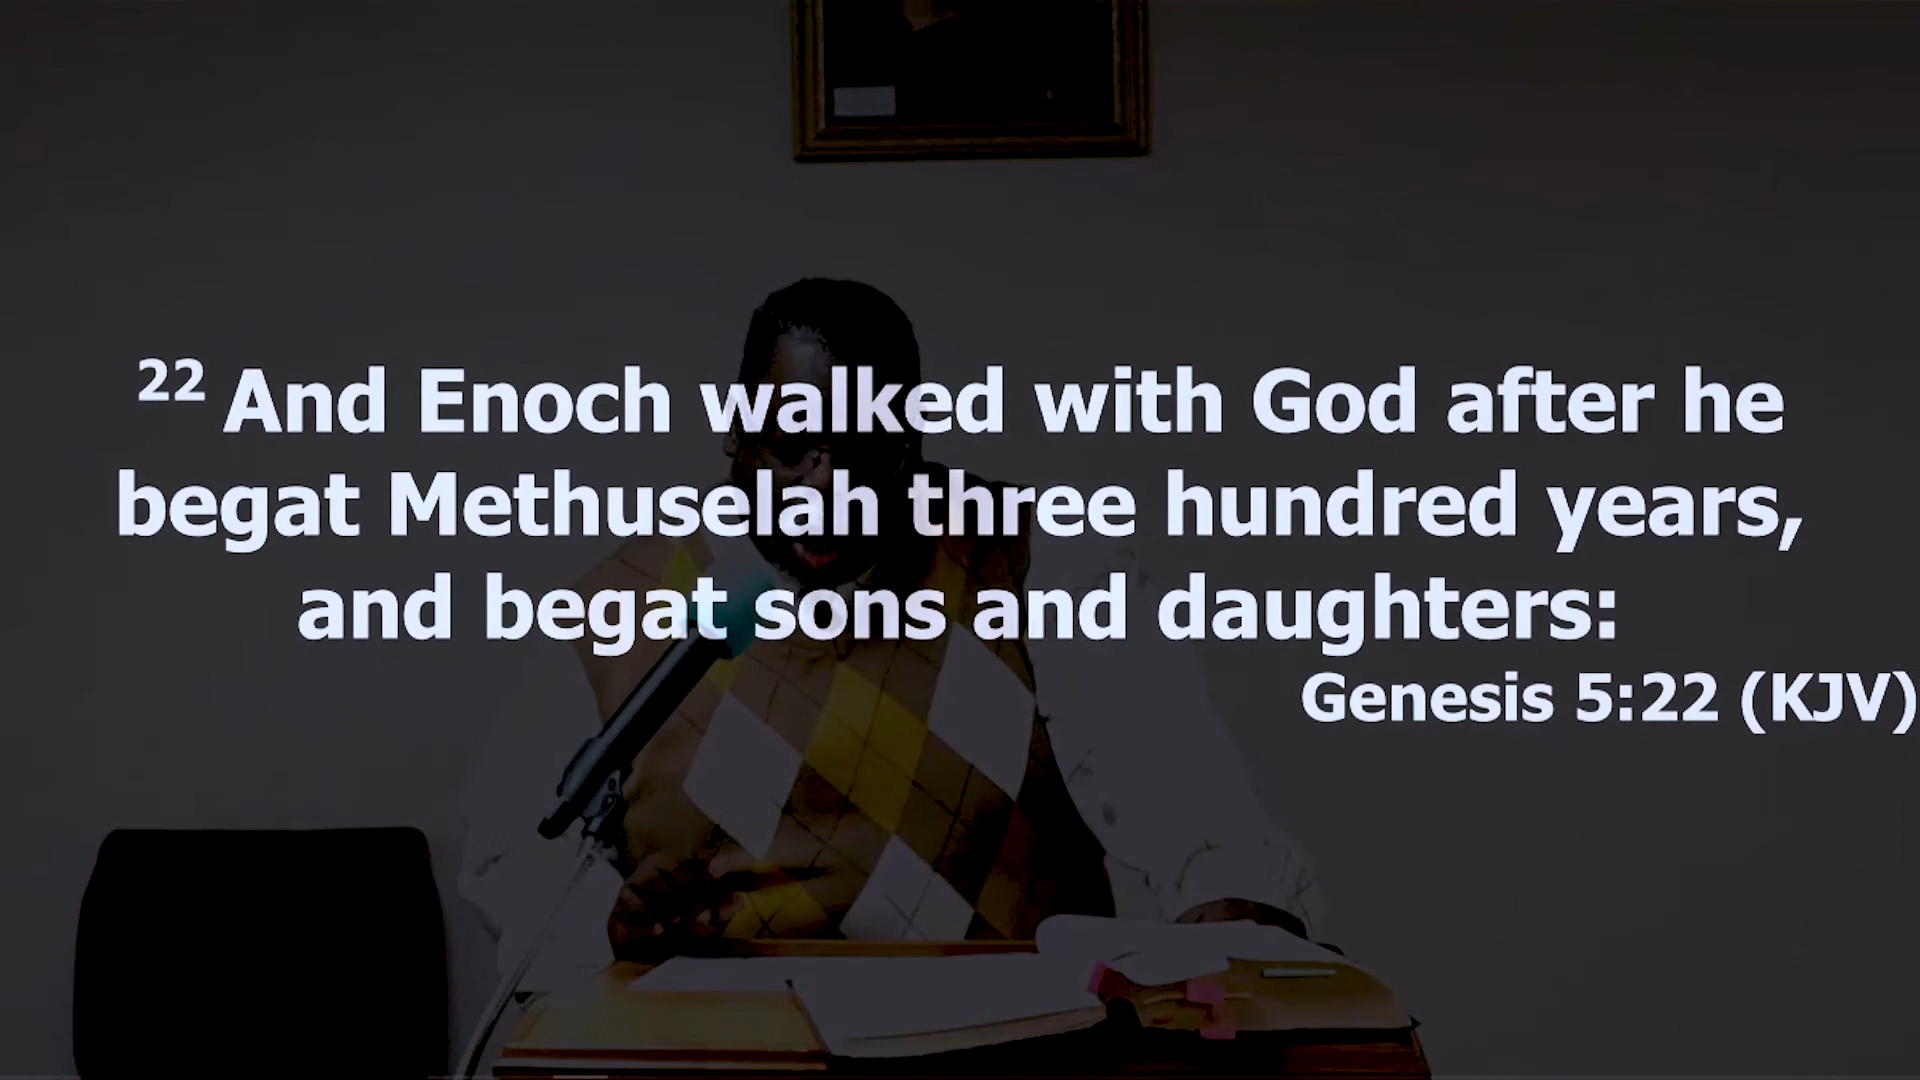 22 And Enoch walked with God after he
begat Methuselah three hundred years,
and begat sons and daughters:
Genesis 5:22 (KJV)